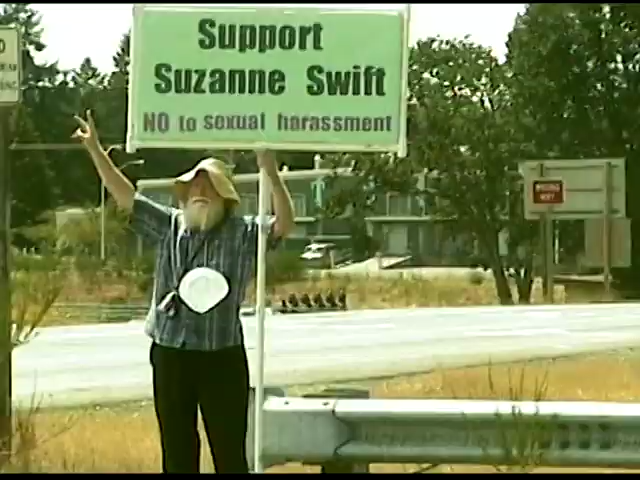 Support
Suzanne Swift
NO to sexual harassment
WRONG
WAY